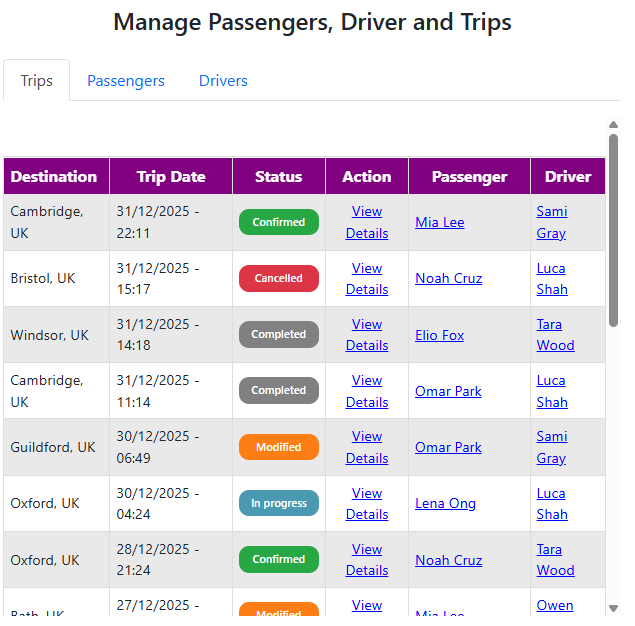 Manage Passengers, Driver and Trips
Trips Passengers Drivers
Destination Trip Date Status Action Passenger Driver
Cambridge, UK 31/12/2025 - 22:11 Confirmed View Details Mia Lee Sami Gray
Bristol, UK 31/12/2025 - 15:17 Cancelled View Details Noah Cruz Luca Shah
Windsor, UK 31/12/2025 - 14:18 Completed View Details Elio Fox Tara Wood
Cambridge, UK 31/12/2025 - 11:14 Completed View Details Omar Park Luca Shah
Guildford, UK 30/12/2025 - 06:49 Modified View Details Omar Park Sami Gray
Oxford, UK 30/12/2025 - 04:24 In progress View Details Lena Ong Luca Shah
Oxford, UK 28/12/2025 - 21:24 Confirmed View Details Noah Cruz Tara Wood
Bath, UK 27/12/2025 - Modified View Mia Lee Owen